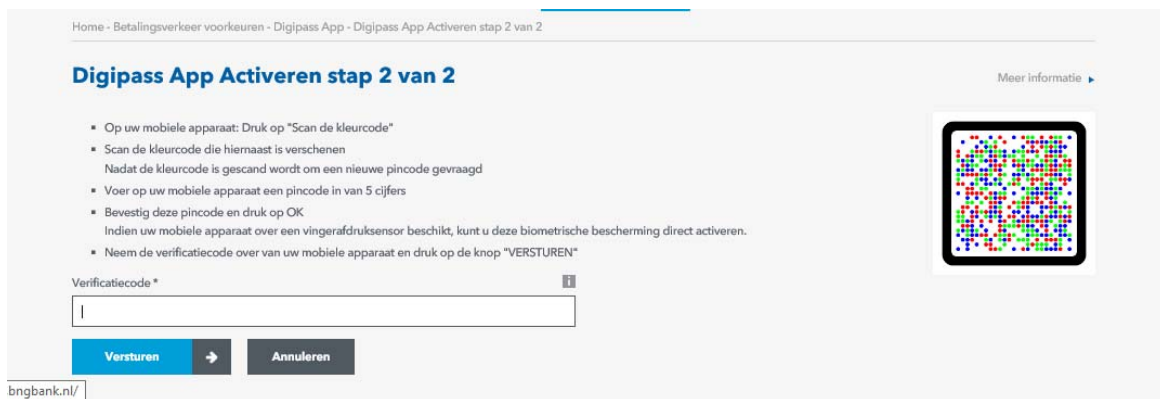 Home - Betalingsverkeer voorkeuren - Digipass App - Digipass App Activeren stap 2 van 2
Digipass App Activeren stap 2 van 2
Meer informatie
Op uw mobiele apparaat: Druk op "Scan de kleurcode"
Scan de kleurcode die hiernaast is verschenen
Nadat de kleurcode is gescand wordt om een nieuwe pincode gevraagd
Voer op uw mobiele apparaat een pincode in van 5 cijfers
Bevestig deze pincode en druk op OK
Indien uw mobiele apparaat over een vingerafdruksensor beschikt, kunt u deze biometrische bescherming direct activeren.
Neem de verificatiecode over van uw mobiele apparaat en druk op de knop "VERSTUREN"
Verificatiecode * i
Versturen Annuleren
bngbank.nl/